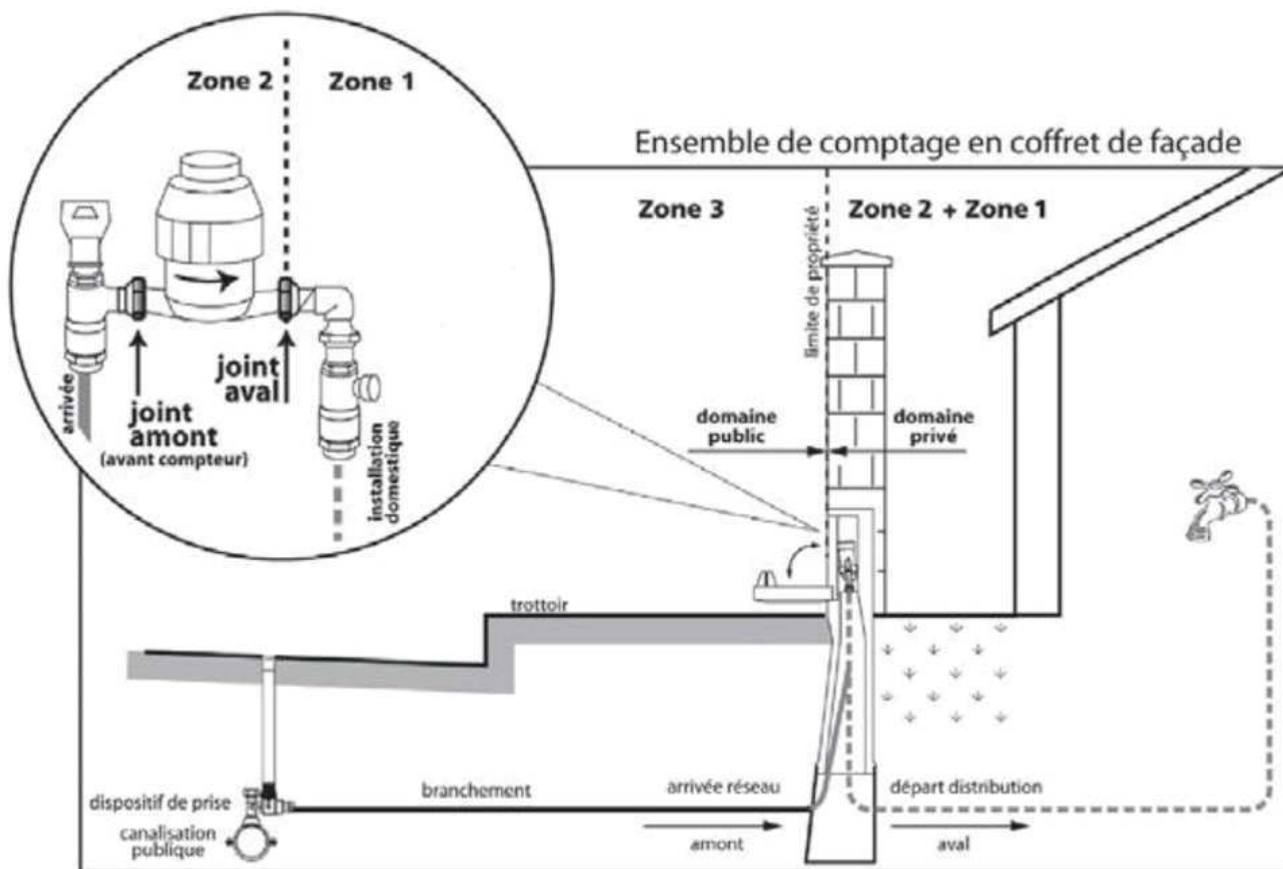 Zone 2
Zone 1
Ensemble de comptage en coffret de façade
Zone 3
Zone 2 + Zone 1
limite de propriété
arrivée
joint
amont
(avant compteur)
joint
aval
installation
domestique
domaine
public
domaine
privé
trottoir
dispositif de prise
canalisation
publique
branchement
arrivée réseau
départ distribution
amont
aval